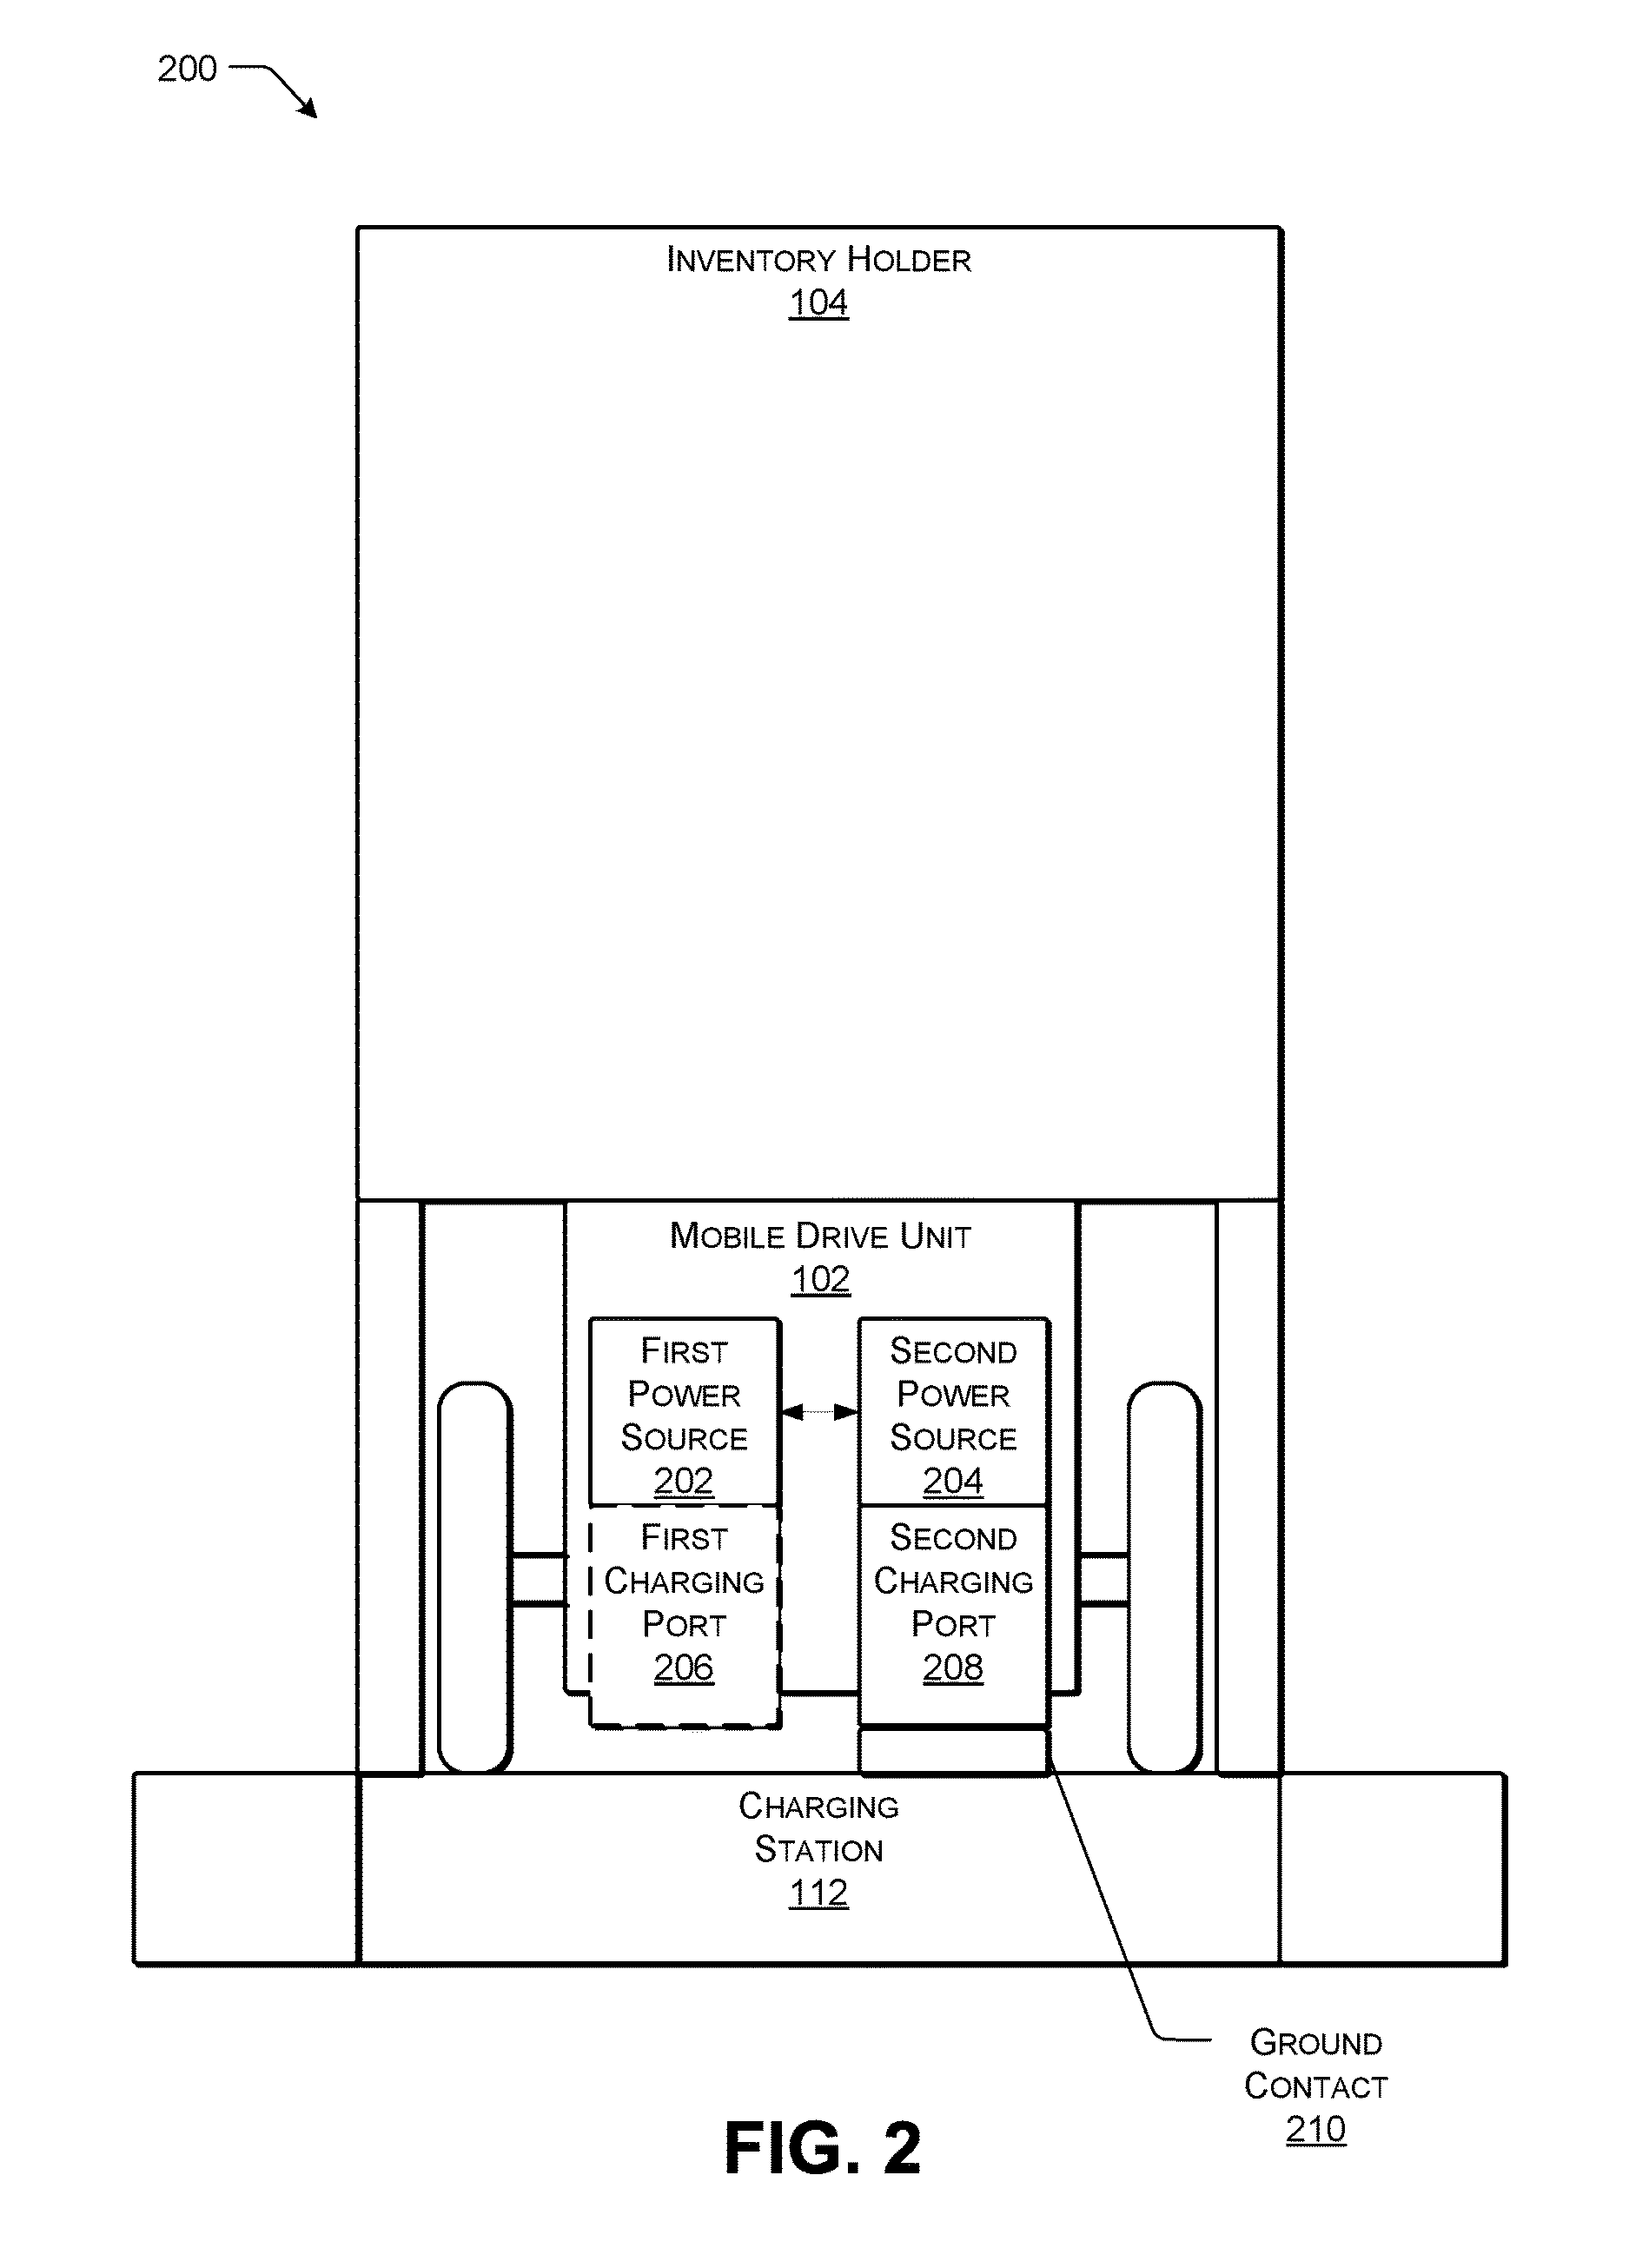 200
INVENTORY HOLDER
104
MOBILE DRIVE UNIT
102
FIRST
POWER
SOURCE
202
SECOND
POWER
SOURCE
204
FIRST
CHARGING
PORT
206
SECOND
CHARGING
PORT
208
CHARGING
STATION
112
GROUND
CONTACT
210
FIG. 2